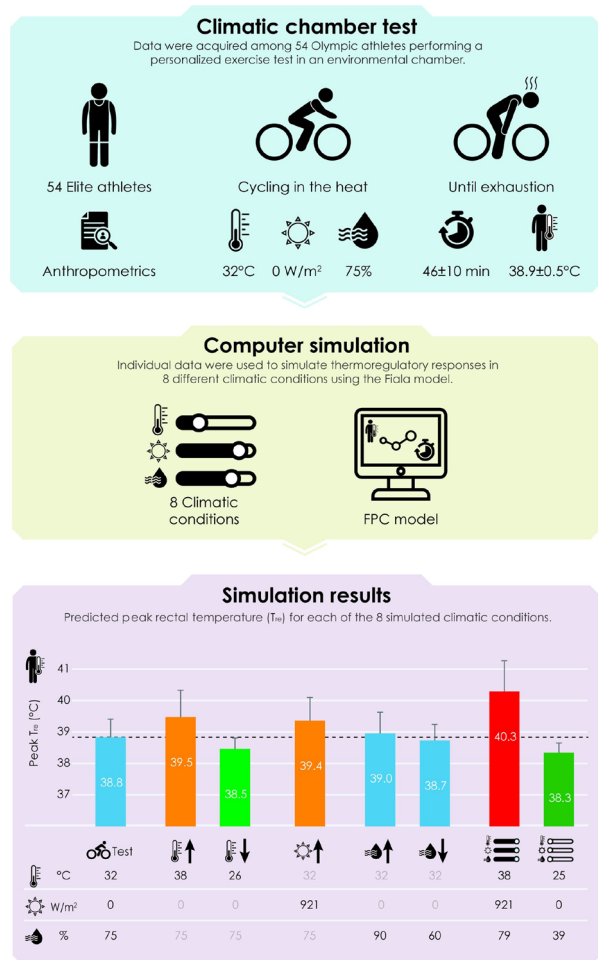 Climatic chamber test
Data were acquired among 54 Olympic athletes performing a
personalized exercise test in an environmental chamber.
54 Elite athletes
Cycling in the heat
Until exhaustion
Anthropometrics
32°C
0 W/m²
75%
46±10 min
38.9±0.5°C
Computer simulation
Individual data were used to simulate thermoregulatory responses in
8 different climatic conditions using the Fiala model.
8 Climatic
conditions
FPC model
Simulation results
Predicted peak rectal temperature (Tre) for each of the 8 simulated climatic conditions.
Peak Tre (°C)
41
40
39
38
37
38.8
39.5
38.5
39.4
39.0
38.7
40.3
38.3
Test
°C 32 38 26 32 32 32 38 25
W/m² 0 0 0 921 0 0 921 0
% 75 75 75 75 90 60 79 39